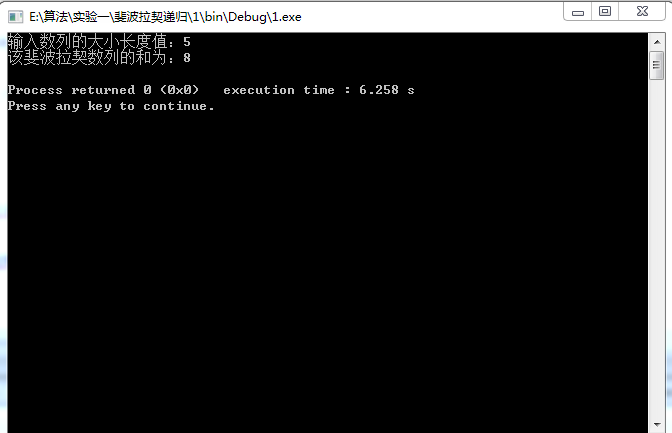 E:\算法\实验一\斐波拉契递归\1\bin\Debug\1.exe
输入数列的大小长度值：5
该斐波拉契数列的和为：8
Process returned 0 (0x0)   execution time : 6.258 s
Press any key to continue.